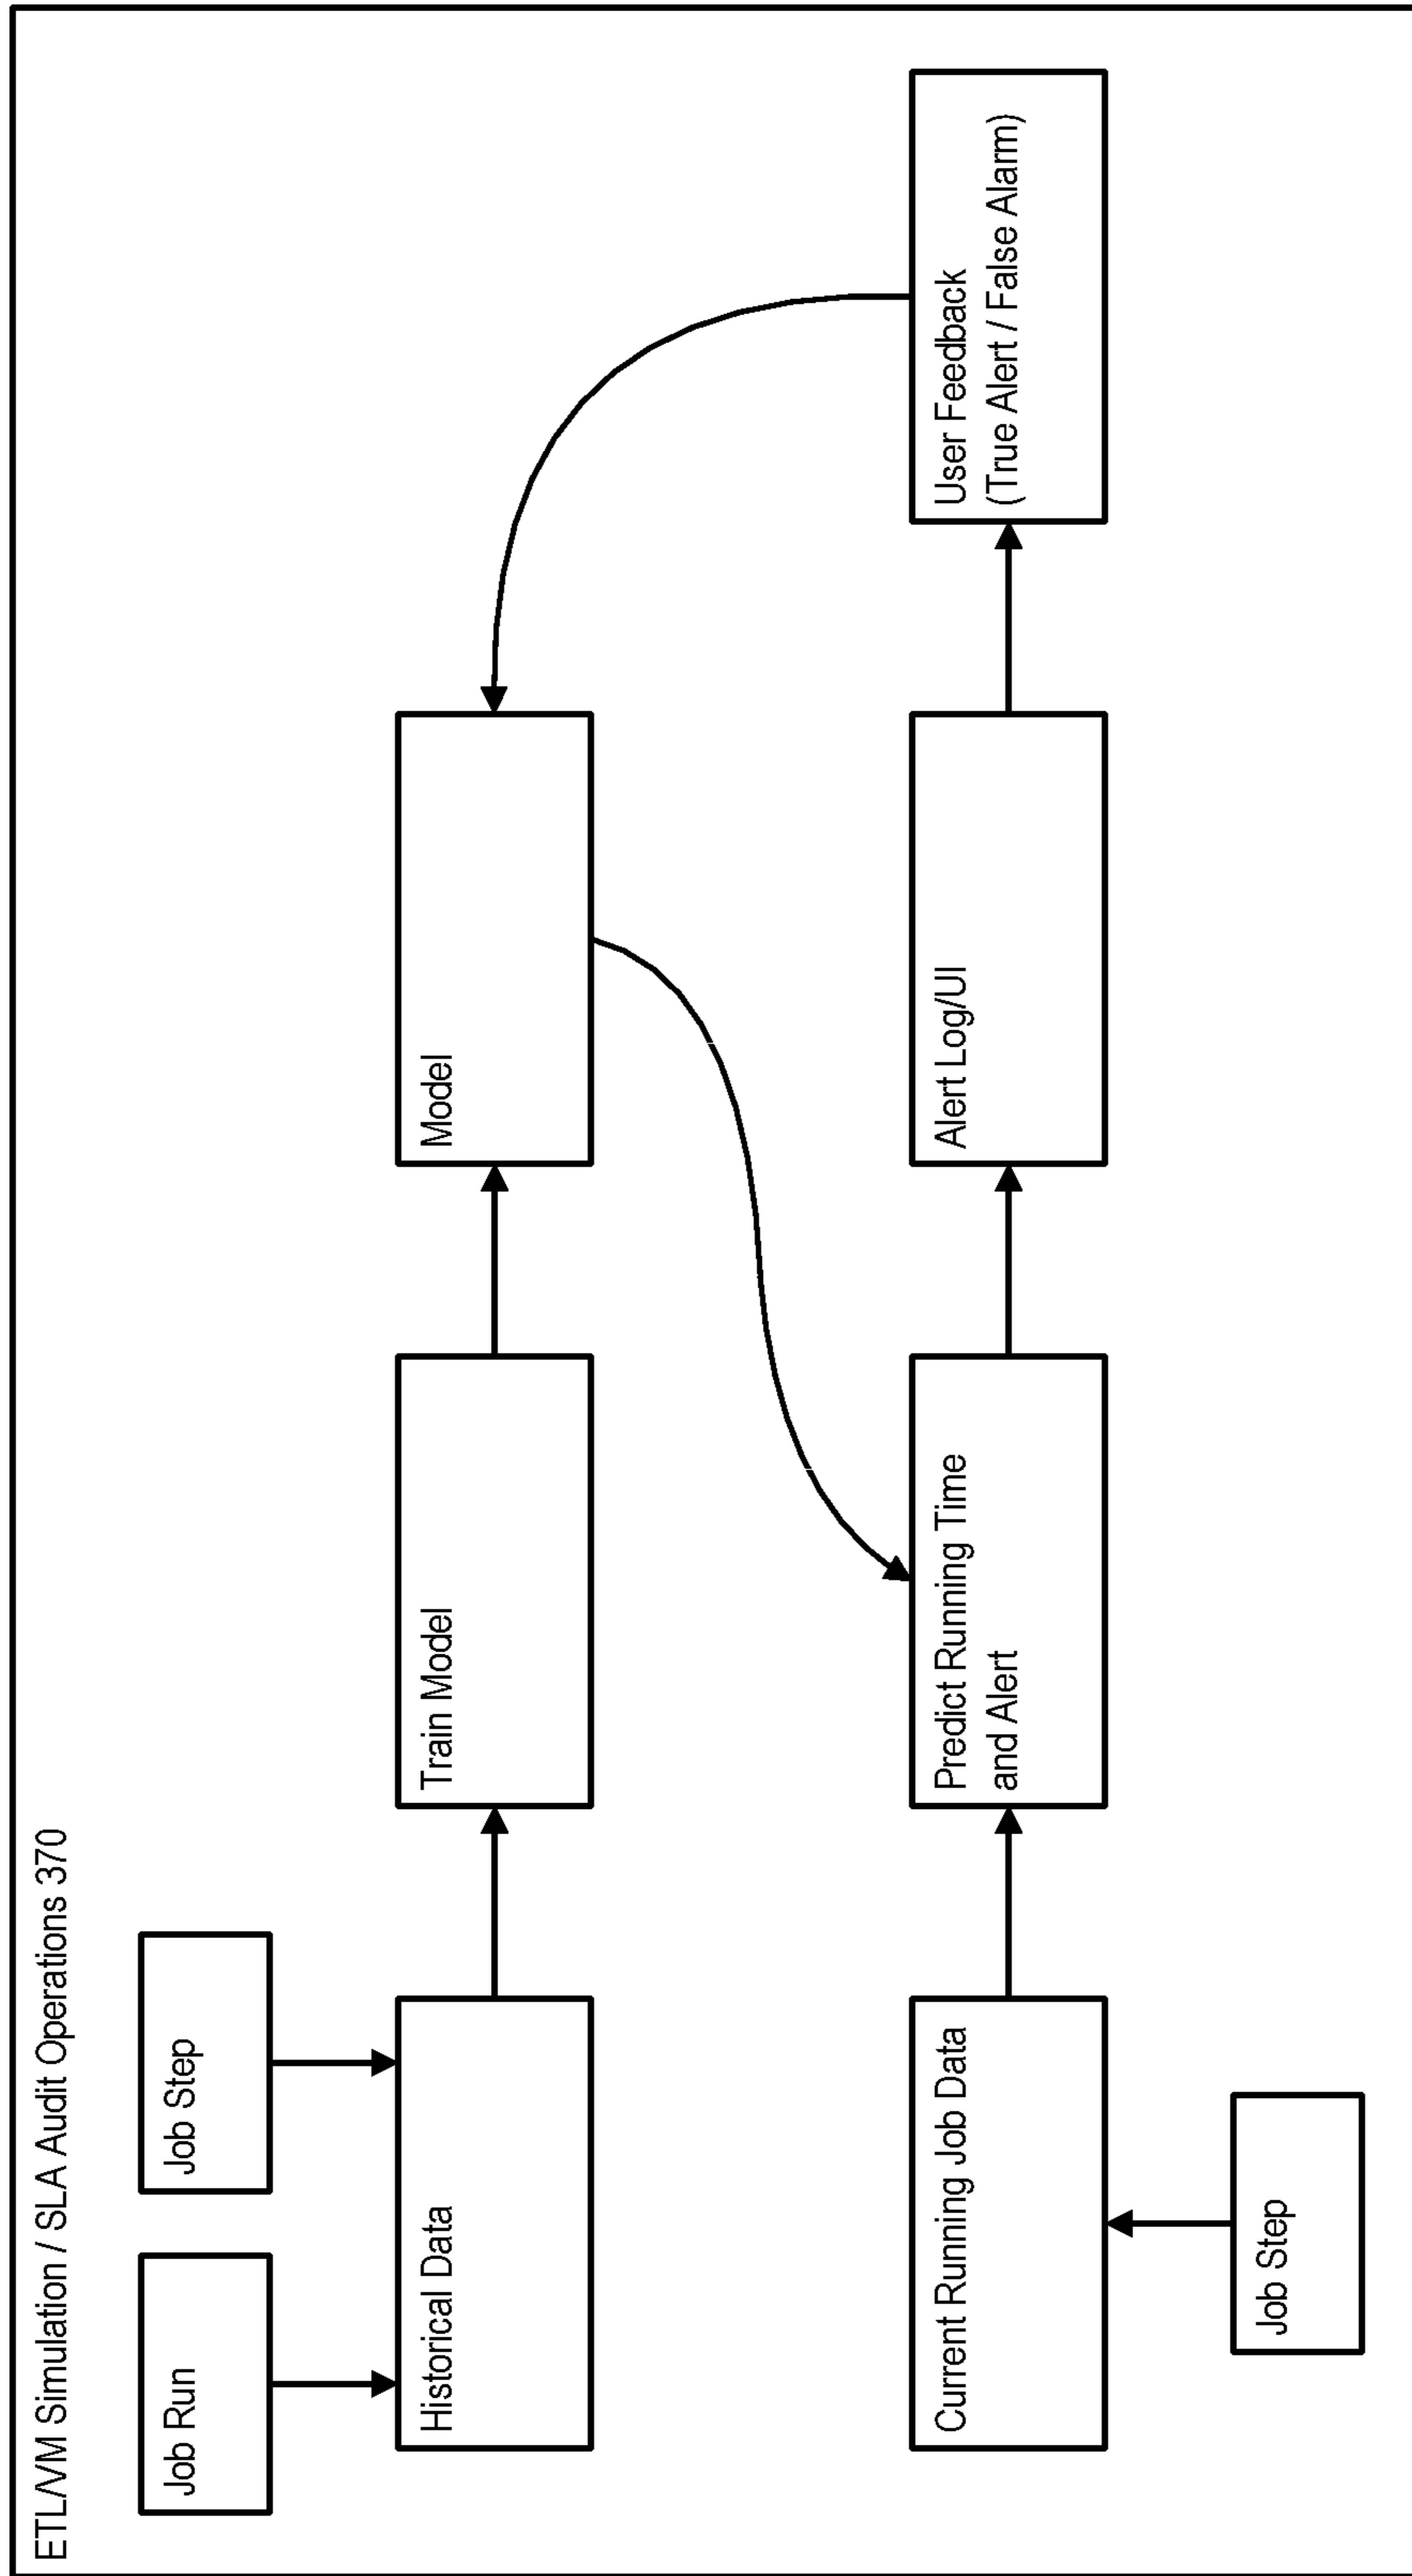 ETL/VM Simulation / SLA Audit Operations 370
Job Run
Job Step
Historical Data
Train Model
Model
Current Running Job Data
Predict Running Time
and Alert
Alert Log/UI
User Feedback
(True Alert / False Alarm)
Job Step